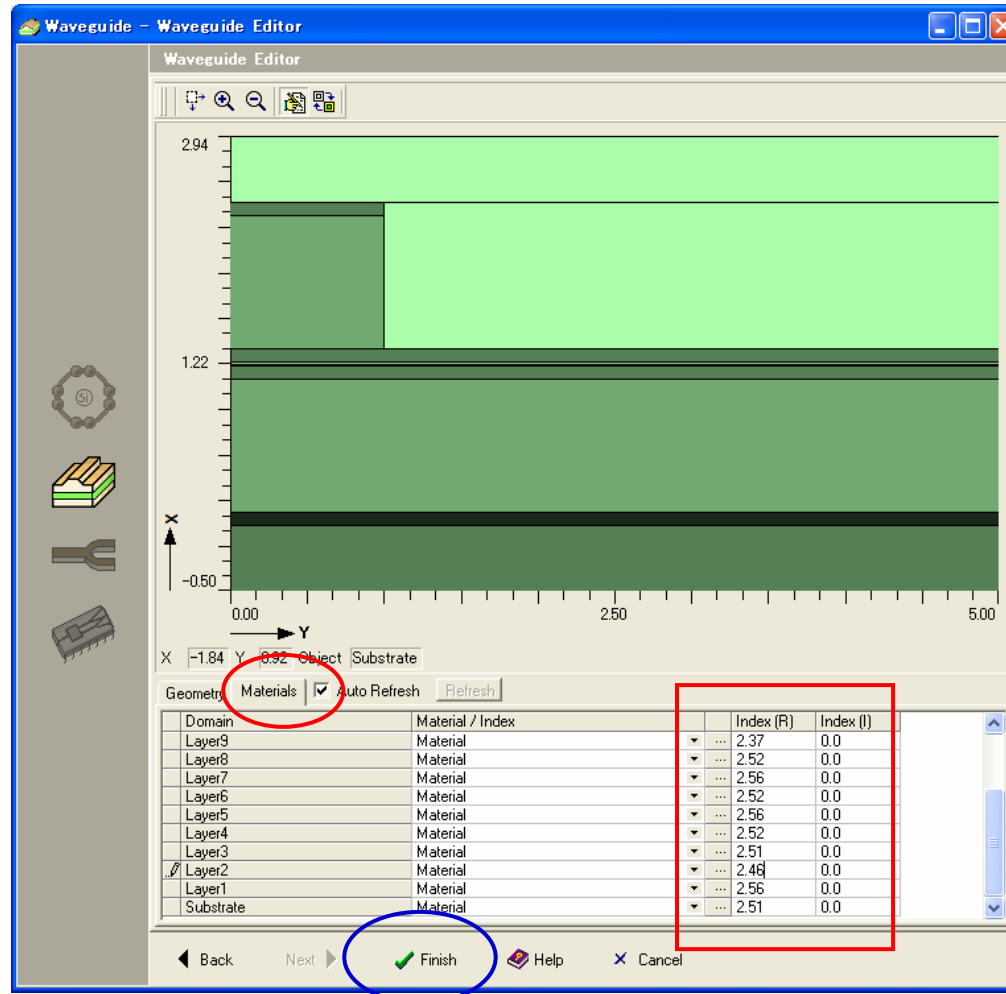 Waveguide - Waveguide Editor
Waveguide Editor
2.94
1.22
-0.50
X
0.00 2.50 5.00
Y
Si
X -1.84 Y 0.92 Object Substrate
Geometry Materials Auto Refresh Refresh
Domain Material / Index Index (R) Index (I)
Layer9 Material ... 2.37 0.0
Layer8 Material ... 2.52 0.0
Layer7 Material ... 2.56 0.0
Layer6 Material ... 2.52 0.0
Layer5 Material ... 2.56 0.0
Layer4 Material ... 2.52 0.0
Layer3 Material ... 2.51 0.0
Layer2 Material ... 2.46 0.0
Layer1 Material ... 2.56 0.0
Substrate Material ... 2.51 0.0
Back Next Finish Help Cancel